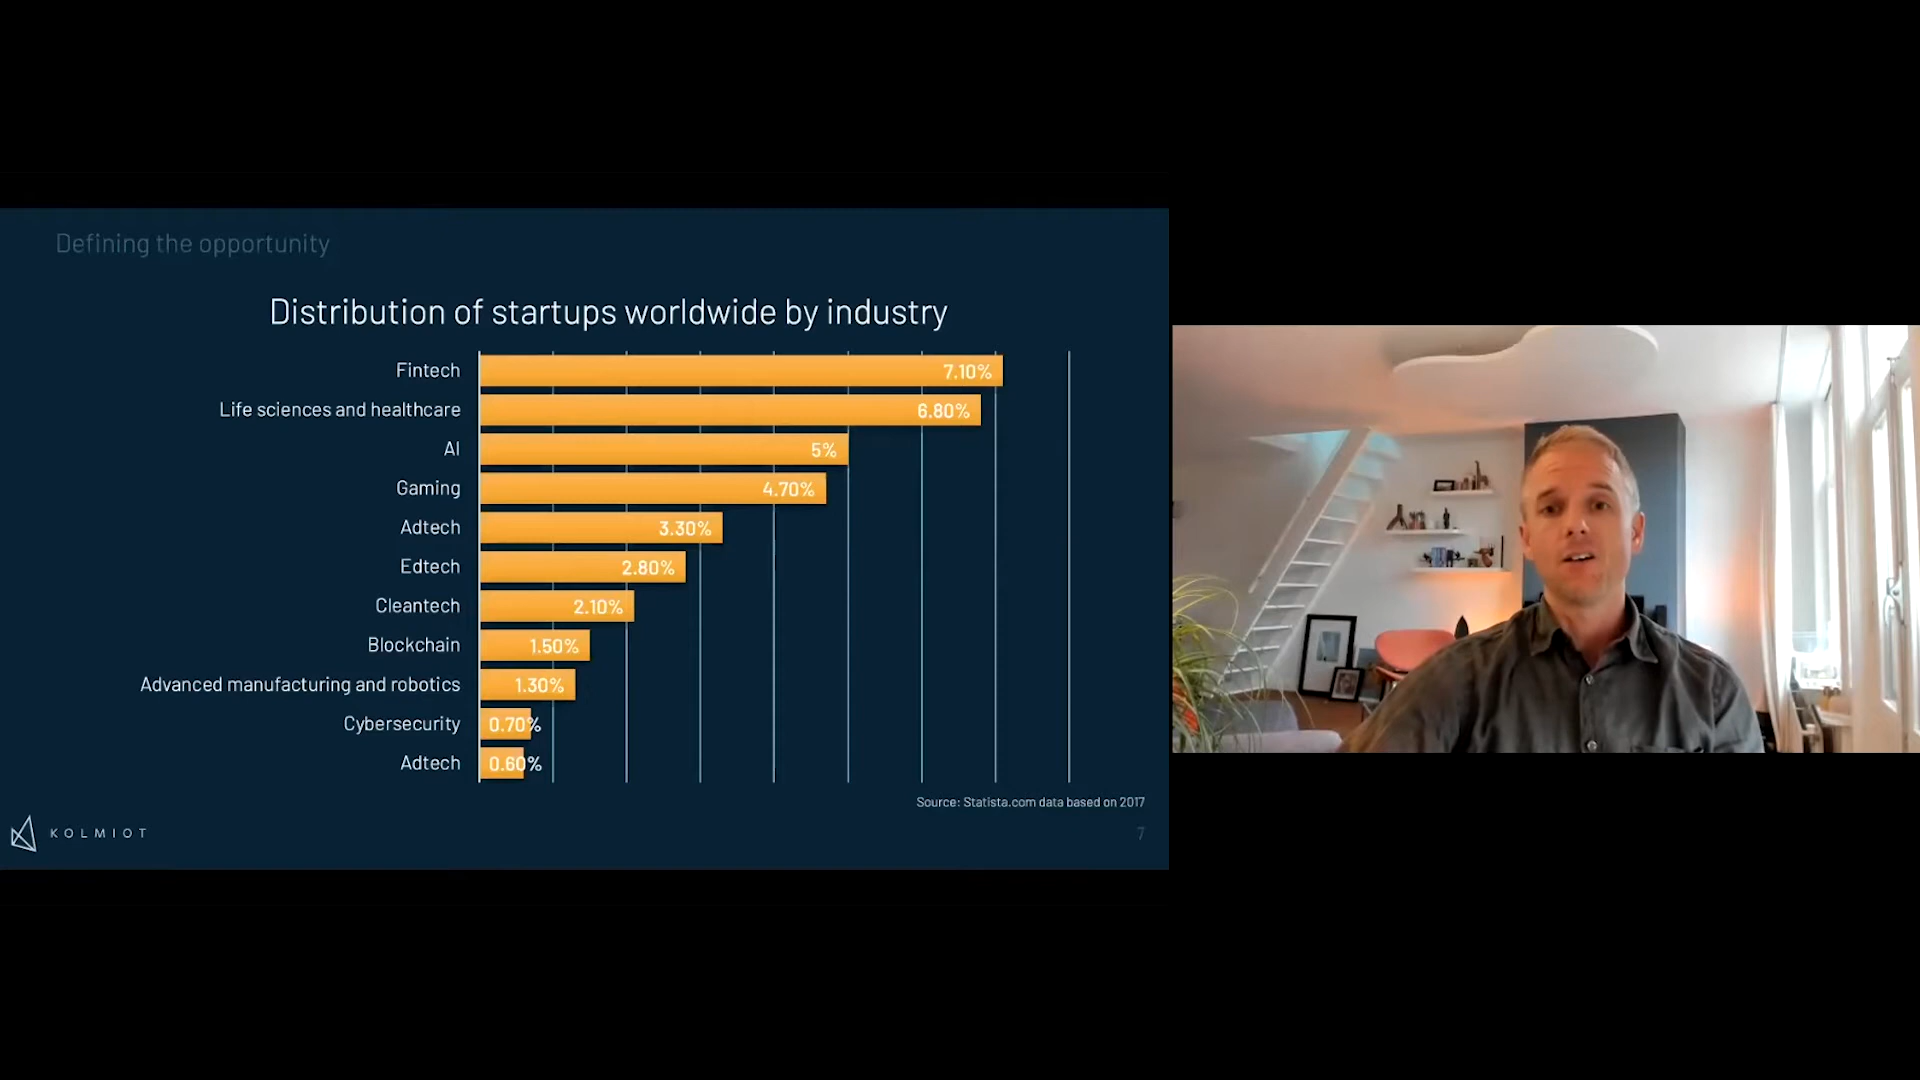 Defining the opportunity
Distribution of startups worldwide by industry
Fintech 7.10%
Life sciences and healthcare 6.80%
AI 5%
Gaming 4.70%
Adtech 3.30%
Edtech 2.80%
Cleantech 2.10%
Blockchain 1.50%
Advanced manufacturing and robotics 1.30%
Cybersecurity 0.70%
Adtech 0.60%
Source: Statista.com data based on 2017
KOLMIOT
7